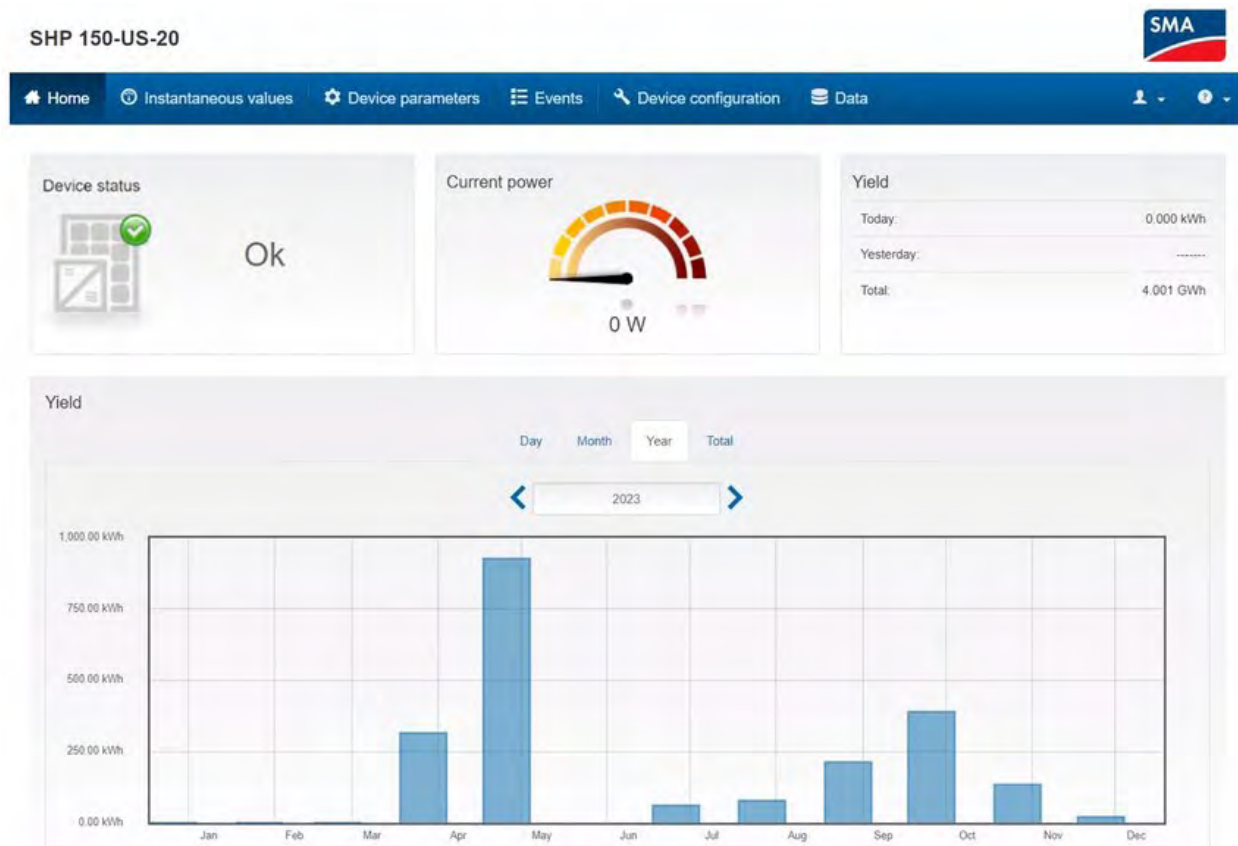 SHP 150-US-20
SMA
Home Instantaneous values Device parameters Events Device configuration Data
Device status
Ok
Current power
0 W
Yield
Today: 0.000 kWh
Yesterday: -------
Total: 4.001 GWh
Yield
Day Month Year Total
2023
1,000.00 kWh
750.00 kWh
500.00 kWh
250.00 kWh
0.00 kWh
Jan Feb Mar Apr May Jun Jul Aug Sep Oct Nov Dec